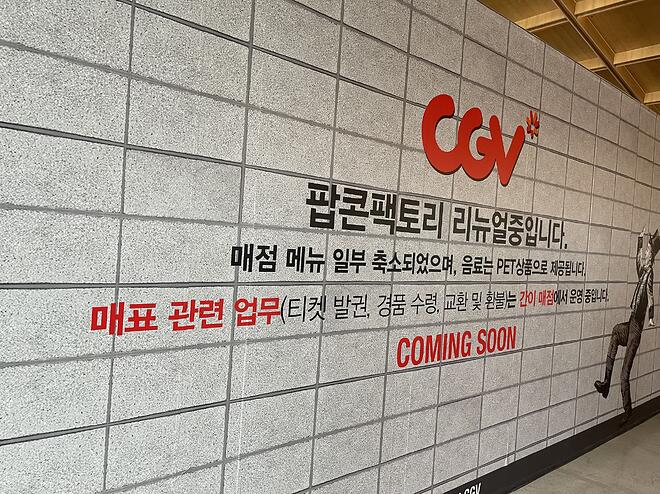 CGV
팝콘팩토리 리뉴얼중입니다.
매점 메뉴 일부 축소되었으며, 음료는 PET상품으로 제공됩니다.
매표 관련 업무(티켓 발권, 경품 수령, 교환 및 환불)는 간이 매점에서 운영 중입니다.
COMING SOON
CGV